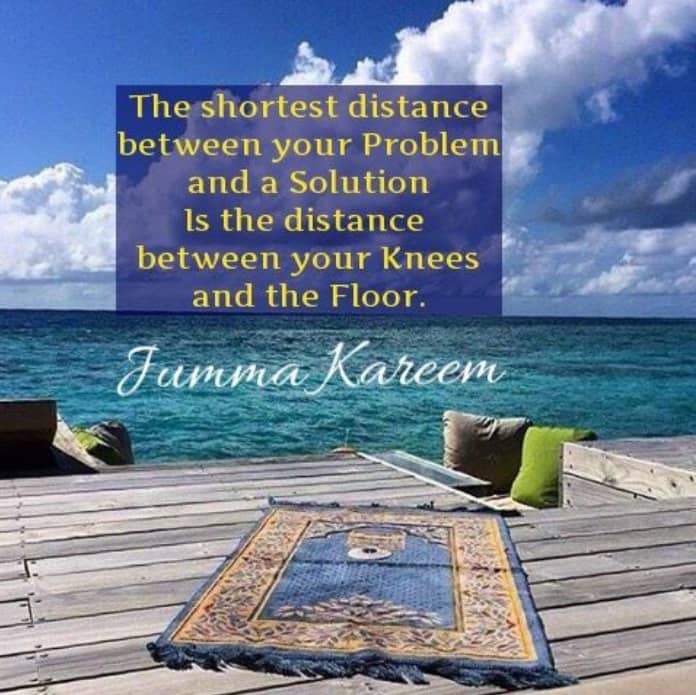 The shortest distance
between your Problem
and a Solution
Is the distance
between your Knees
and the Floor.
Jumma Kareem